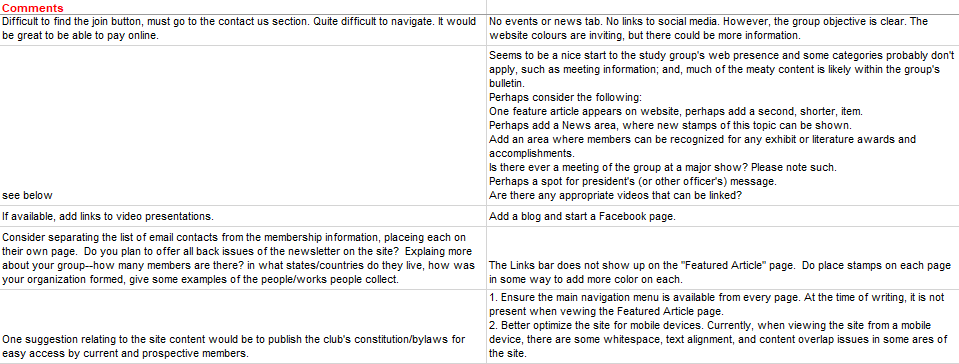 Comments
Difficult to find the join button, must go to the contact us section. Quite difficult to navigate. It would
be great to be able to pay online.
No events or news tab. No links to social media. However, the group objective is clear. The
website colours are inviting, but there could be more information.
see below
Seems to be a nice start to the study group's web presence and some categories probably don't
apply, such as meeting information; and, much of the meaty content is likely within the group's
bulletin.
Perhaps consider the following:
One feature article appears on website, perhaps add a second, shorter, item.
Perhaps add a News area, where new stamps of this topic can be shown.
Add an area where members can be recognized for any exhibit or literature awards and
accomplishments.
Is there ever a meeting of the group at a major show? Please note such.
Perhaps a spot for president's (or other officer's) message.
Are there any appropriate videos that can be linked?
If available, add links to video presentations.
Add a blog and start a Facebook page.
Consider separating the list of email contacts from the membership information, placeing each on
their own page.  Do you plan to offer all back issues of the newsletter on the site?  Explaing more
about your group--how many members are there? in what states/countries do they live, how was
your organization formed, give some examples of the people/works people collect.
The Links bar does not show up on the "Featured Article" page.  Do place stamps on each page
in some way to add more color on each.
One suggestion relating to the site content would be to publish the club's constitution/bylaws for
easy access by current and prospective members.
1. Ensure the main navigation menu is available from every page. At the time of writing, it is not
present when vewing the Featured Article page.
2. Better optimize the site for mobile devices. Currently, when viewing the site from a mobile
device, there are some whitespace, text alignment, and content overlap issues in some ares of
the site.